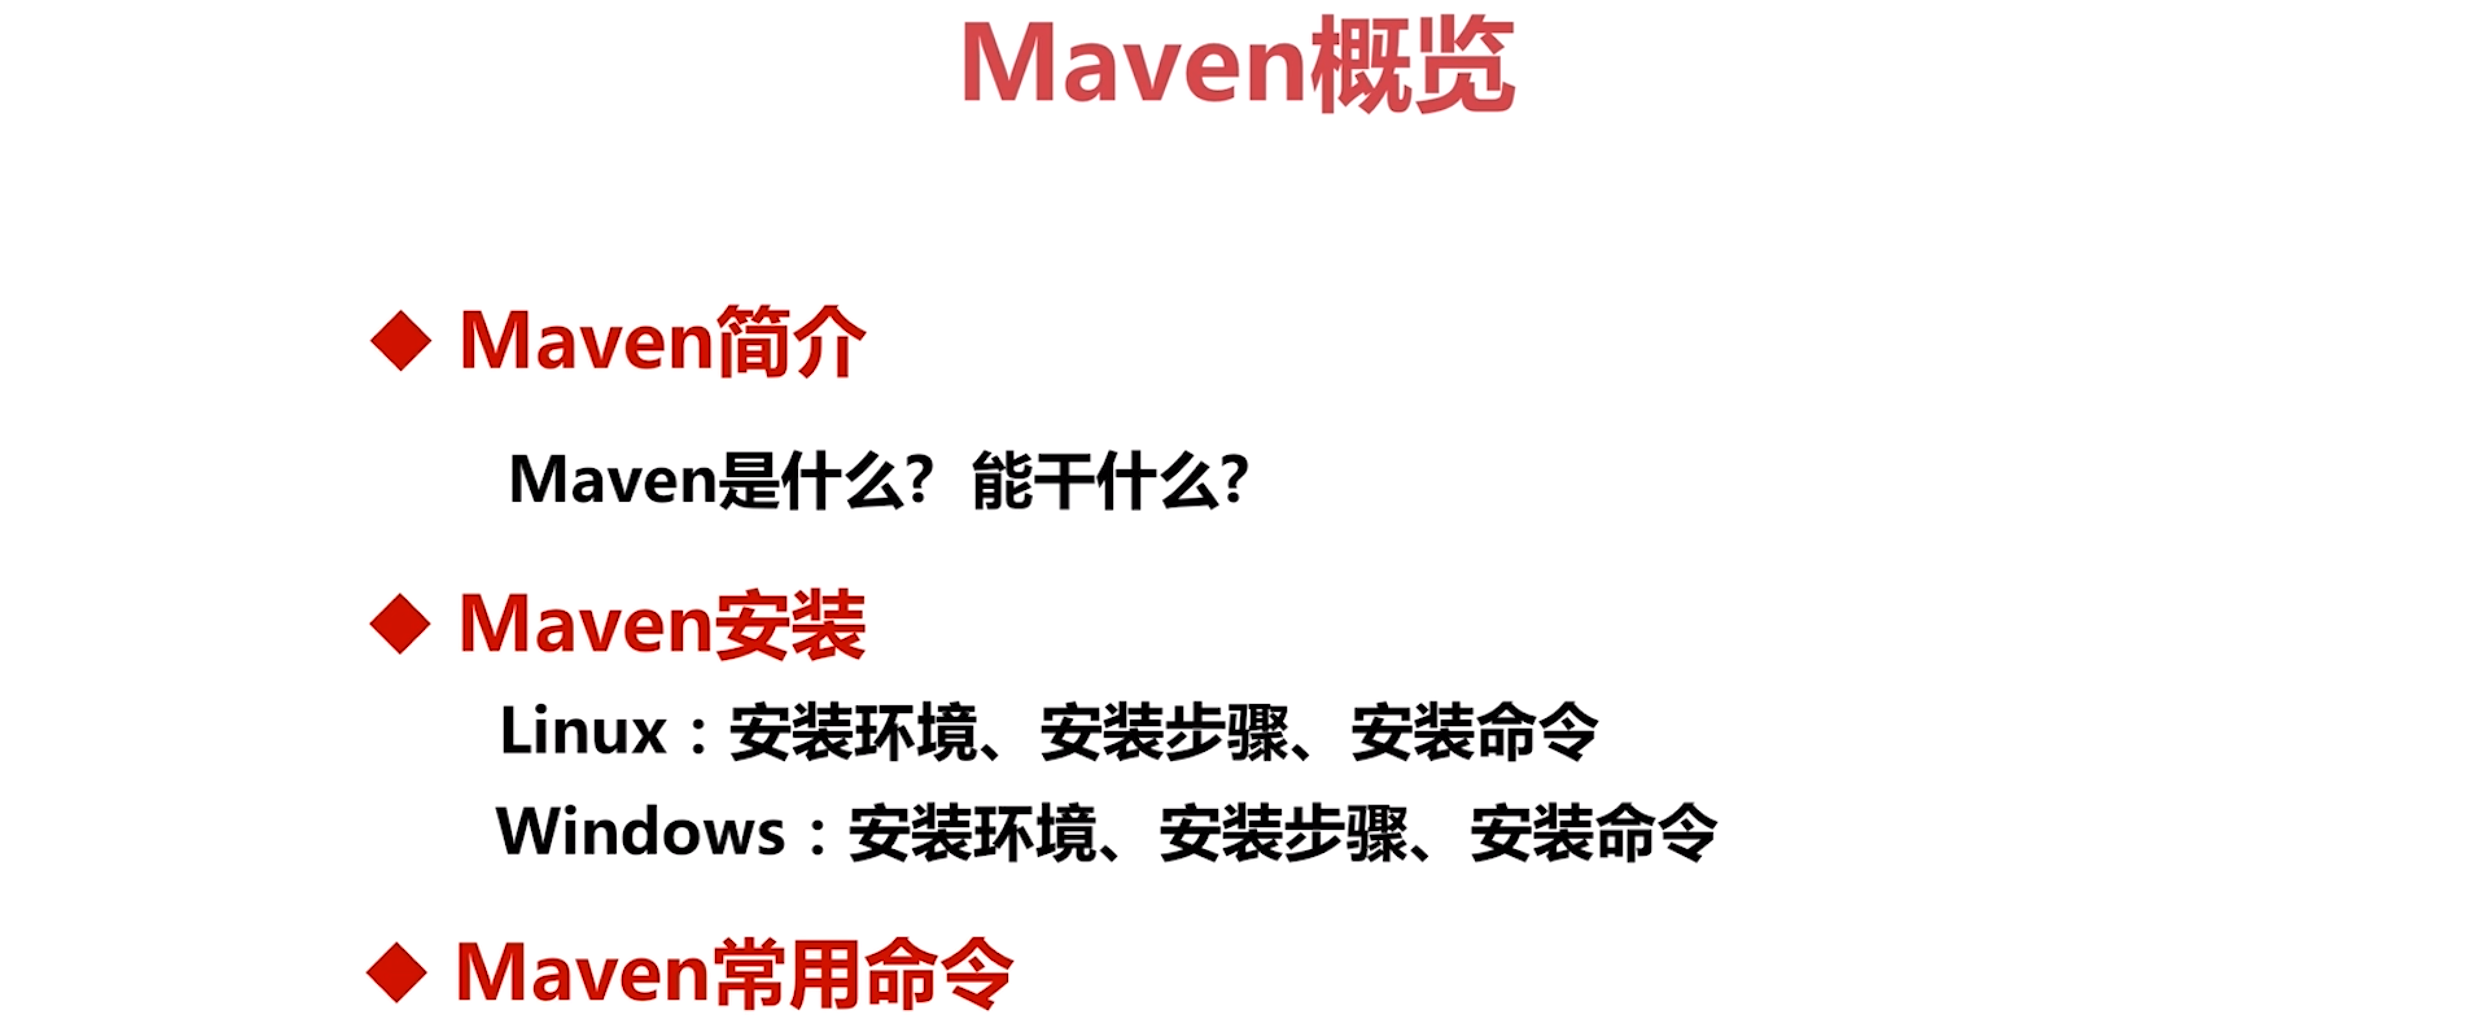 Maven概览
◆ Maven简介
Maven是什么？能干什么？
◆ Maven安装
Linux：安装环境、安装步骤、安装命令
Windows：安装环境、安装步骤、安装命令
◆ Maven常用命令